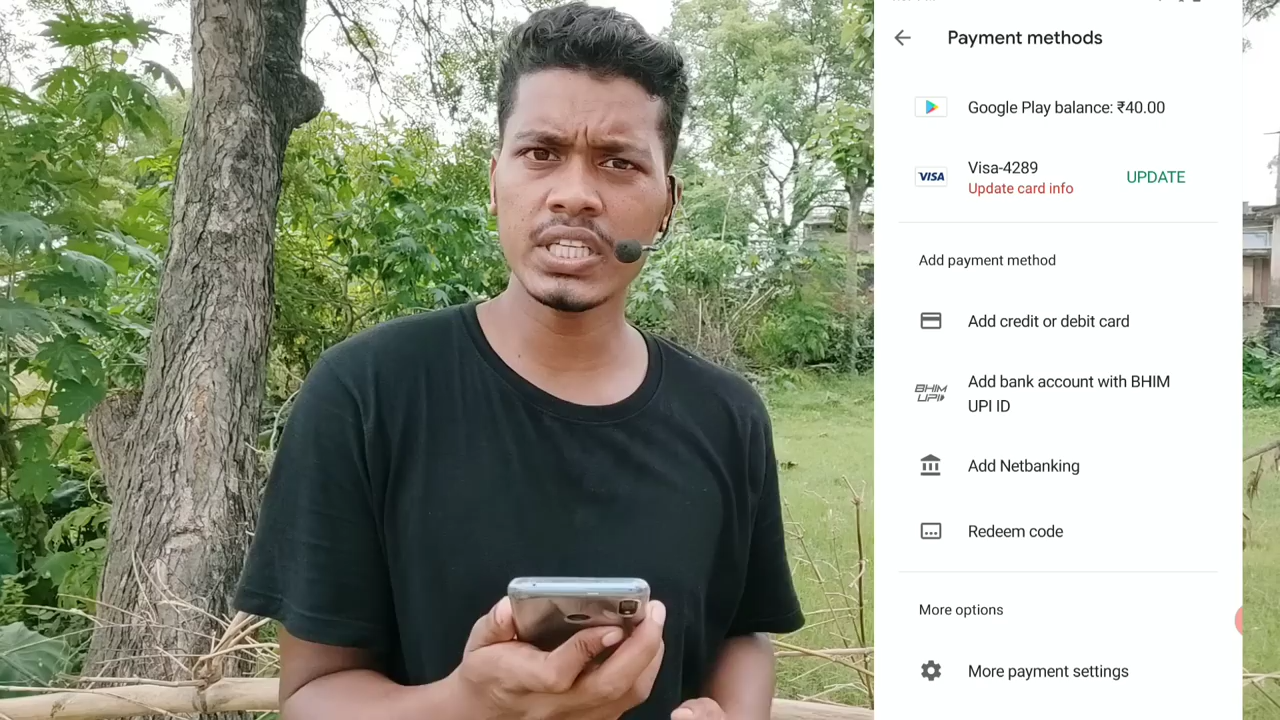 Payment methods
Google Play balance: ₹40.00
VISA
Visa-4289
Update card info
UPDATE
Add payment method
Add credit or debit card
BHIM
UPI
Add bank account with BHIM
UPI ID
Add Netbanking
Redeem code
More options
More payment settings